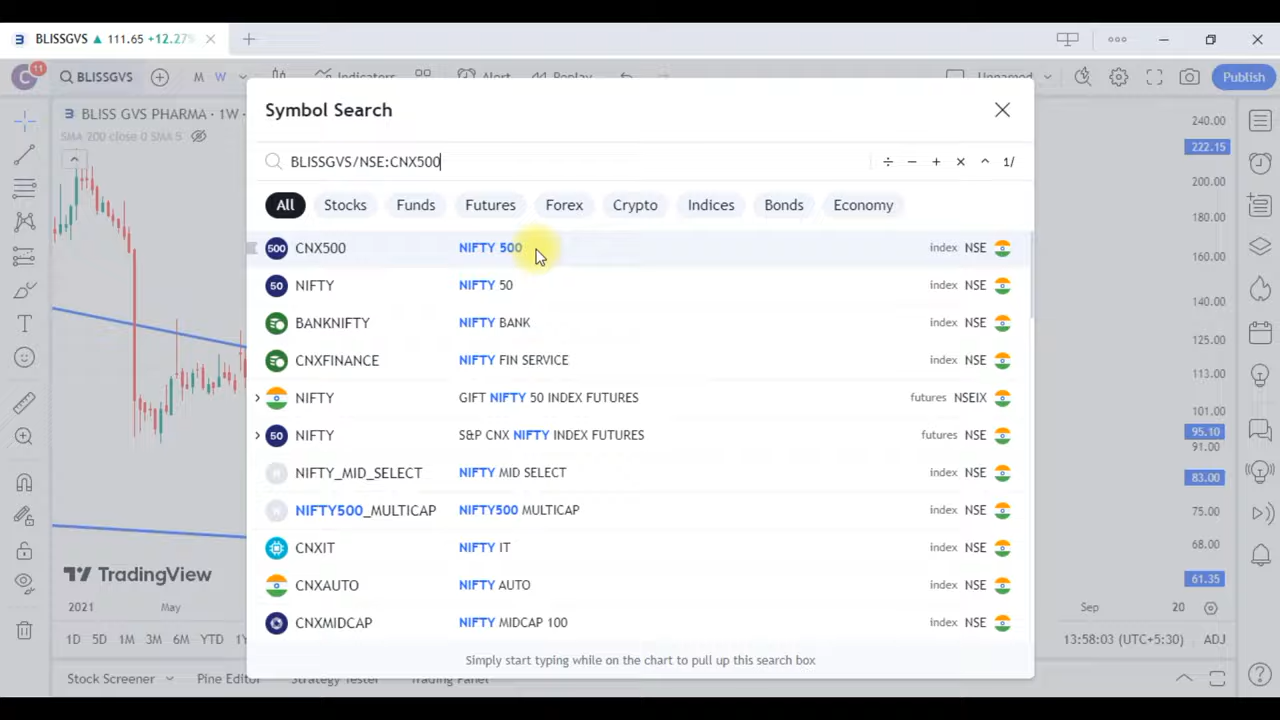 BLISSGVS ▲ 111.65 +12.27%
11 BLISSGVS M W Indicators Alert Replay Unnamed Publish
Symbol Search
BLISS GVS PHARMA · 1W
SMA 200 close 0 SMA 5
BLISSGVS/NSE:CNX500 ÷ − + × ^ 1/
All Stocks Funds Futures Forex Crypto Indices Bonds Economy
500 CNX500 NIFTY 500 index NSE
50 NIFTY NIFTY 50 index NSE
BANKNIFTY NIFTY BANK index NSE
CNXFINANCE NIFTY FIN SERVICE index NSE
NIFTY GIFT NIFTY 50 INDEX FUTURES futures NSEIX
50 NIFTY S&P CNX NIFTY INDEX FUTURES futures NSE
NIFTY_MID_SELECT NIFTY MID SELECT index NSE
NIFTY500_MULTICAP NIFTY500 MULTICAP index NSE
CNXIT NIFTY IT index NSE
CNXAUTO NIFTY AUTO index NSE
CNXMIDCAP NIFTY MIDCAP 100 index NSE
Simply start typing while on the chart to pull up this search box
240.00
222.15
200.00
180.00
160.00
140.00
125.00
113.00
101.00
95.10
91.00
83.00
75.00
68.00
61.35
TradingView
2021 May Sep 20
1D 5D 1M 3M 6M YTD 1Y 13:58:03 (UTC+5:30) ADJ
Stock Screener Pine Editor Strategy Tester Trading Panel